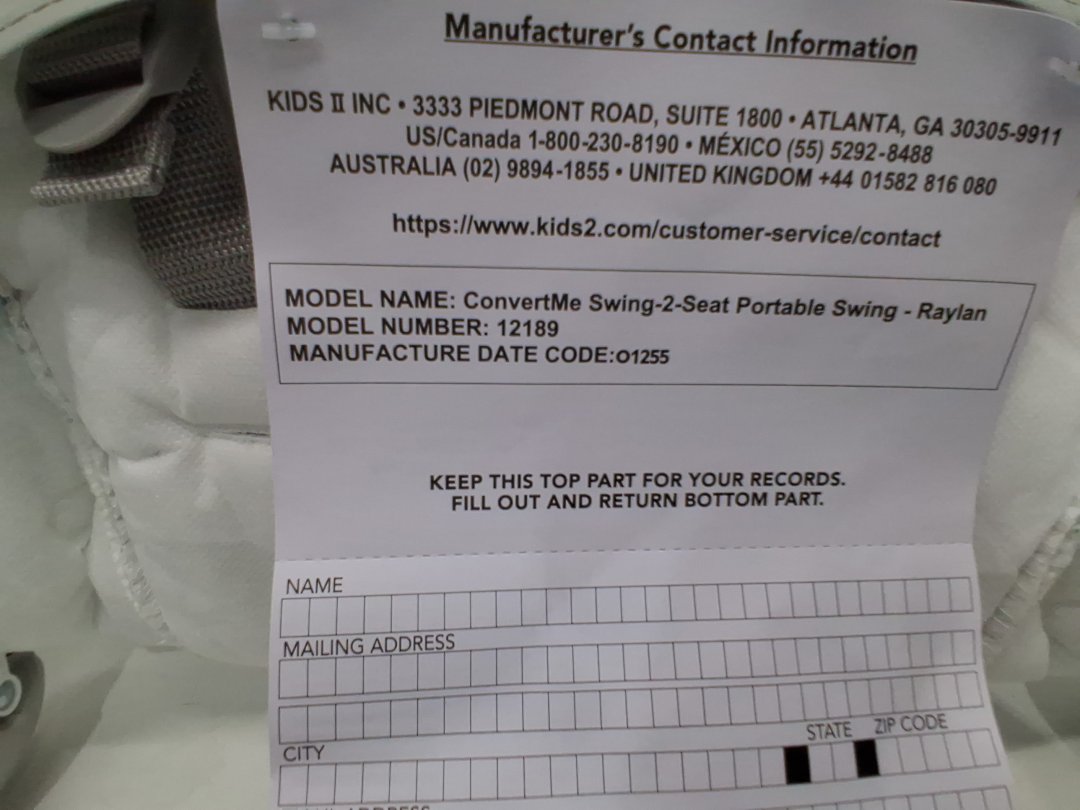 Manufacturer's Contact Information
KIDS II INC • 3333 PIEDMONT ROAD, SUITE 1800 • ATLANTA, GA 30305-9911
US/Canada 1-800-230-8190 • MÉXICO (55) 5292-8488
AUSTRALIA (02) 9894-1855 • UNITED KINGDOM +44 01582 816 080
https://www.kids2.com/customer-service/contact
MODEL NAME: ConvertMe Swing-2-Seat Portable Swing - Raylan
MODEL NUMBER: 12189
MANUFACTURE DATE CODE:O1255
KEEP THIS TOP PART FOR YOUR RECORDS.
FILL OUT AND RETURN BOTTOM PART.
NAME
MAILING ADDRESS
CITY STATE ZIP CODE